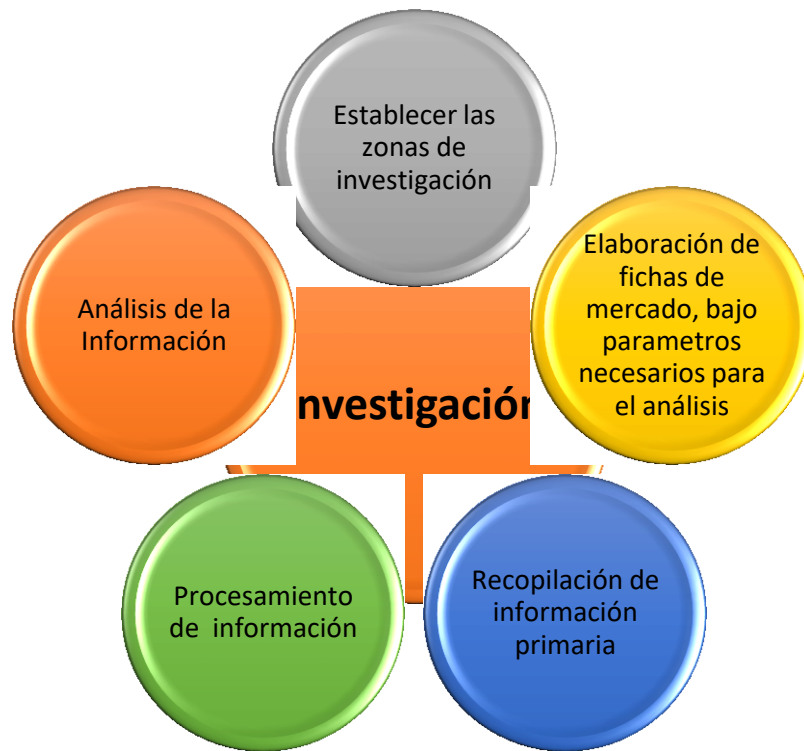 Establecer las
zonas de
investigación
Elaboración de
fichas de
mercado, bajo
parametros
necesarios para
el análisis
Recopilación de
información
primaria
Procesamiento
de información
Análisis de la
Información
nvestigación